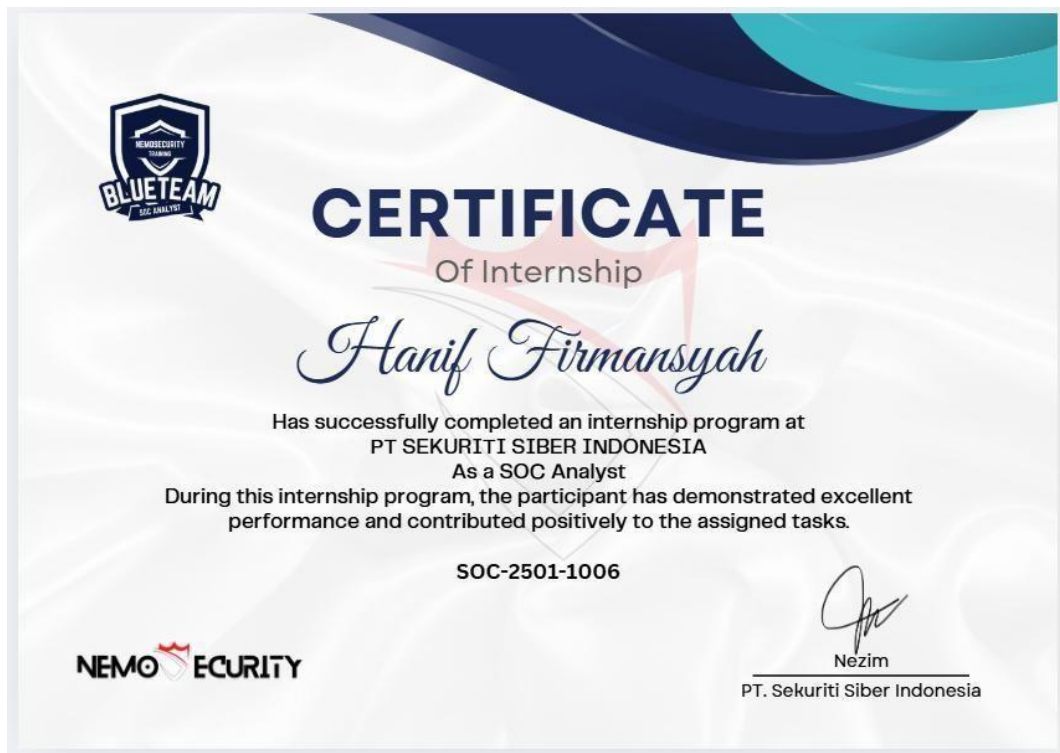 NEMOSECURITY
TRAINING
BLUETEAM
SOC ANALYST
CERTIFICATE
Of Internship
Hanif Firmansyah
Has successfully completed an internship program at
PT SEKURITI SIBER INDONESIA
As a SOC Analyst
During this internship program, the participant has demonstrated excellent
performance and contributed positively to the assigned tasks.
SOC-2501-1006
NEMO ECURITY
Nezim
PT. Sekuriti Siber Indonesia